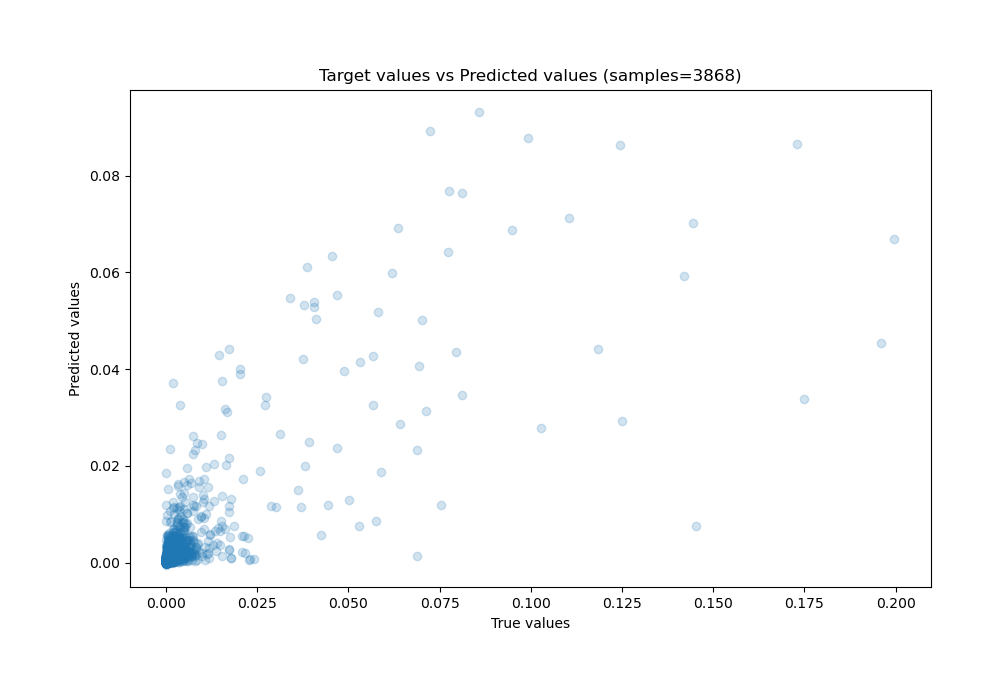 Target values vs Predicted values (samples=3868)
Predicted values
0.08
0.06
0.04
0.02
0.00
0.000 0.025 0.050 0.075 0.100 0.125 0.150 0.175 0.200
True values